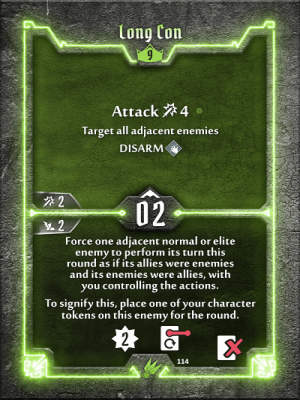 Long Con
9
Attack 4
Target all adjacent enemies
DISARM
2
02
2
Force one adjacent normal or elite
enemy to perform its turn this
round as if its allies were enemies
and its enemies were allies, with
you controlling the actions.
To signify this, place one of your character
tokens on this enemy for the round.
2
114